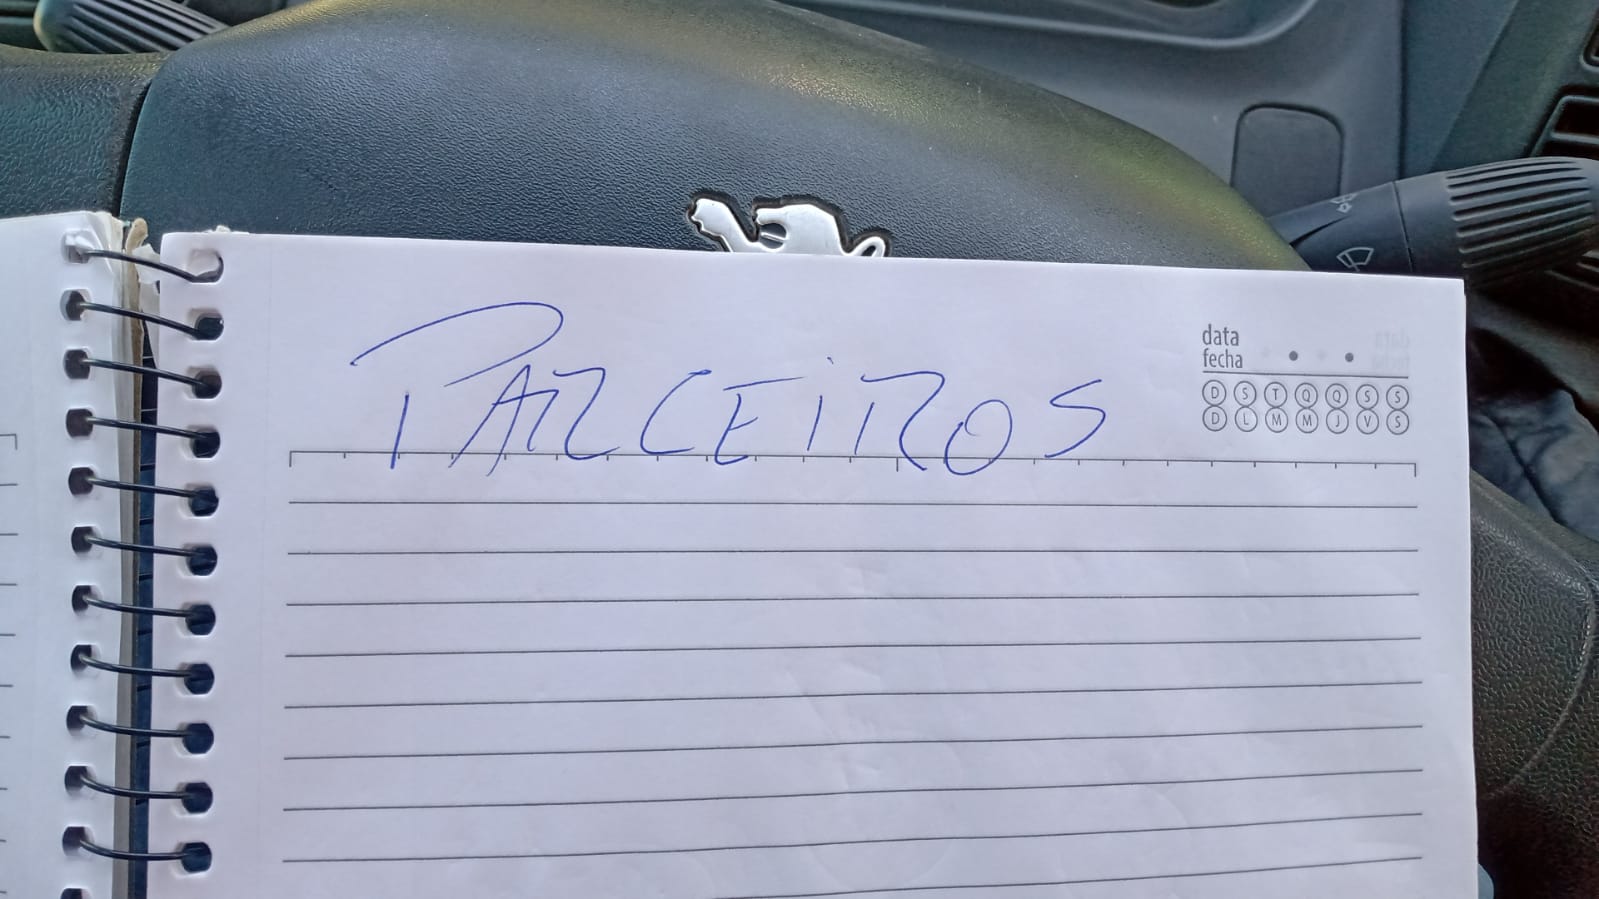 PARCEIROS
data
fecha
D S T Q Q S S
D L M M J V S